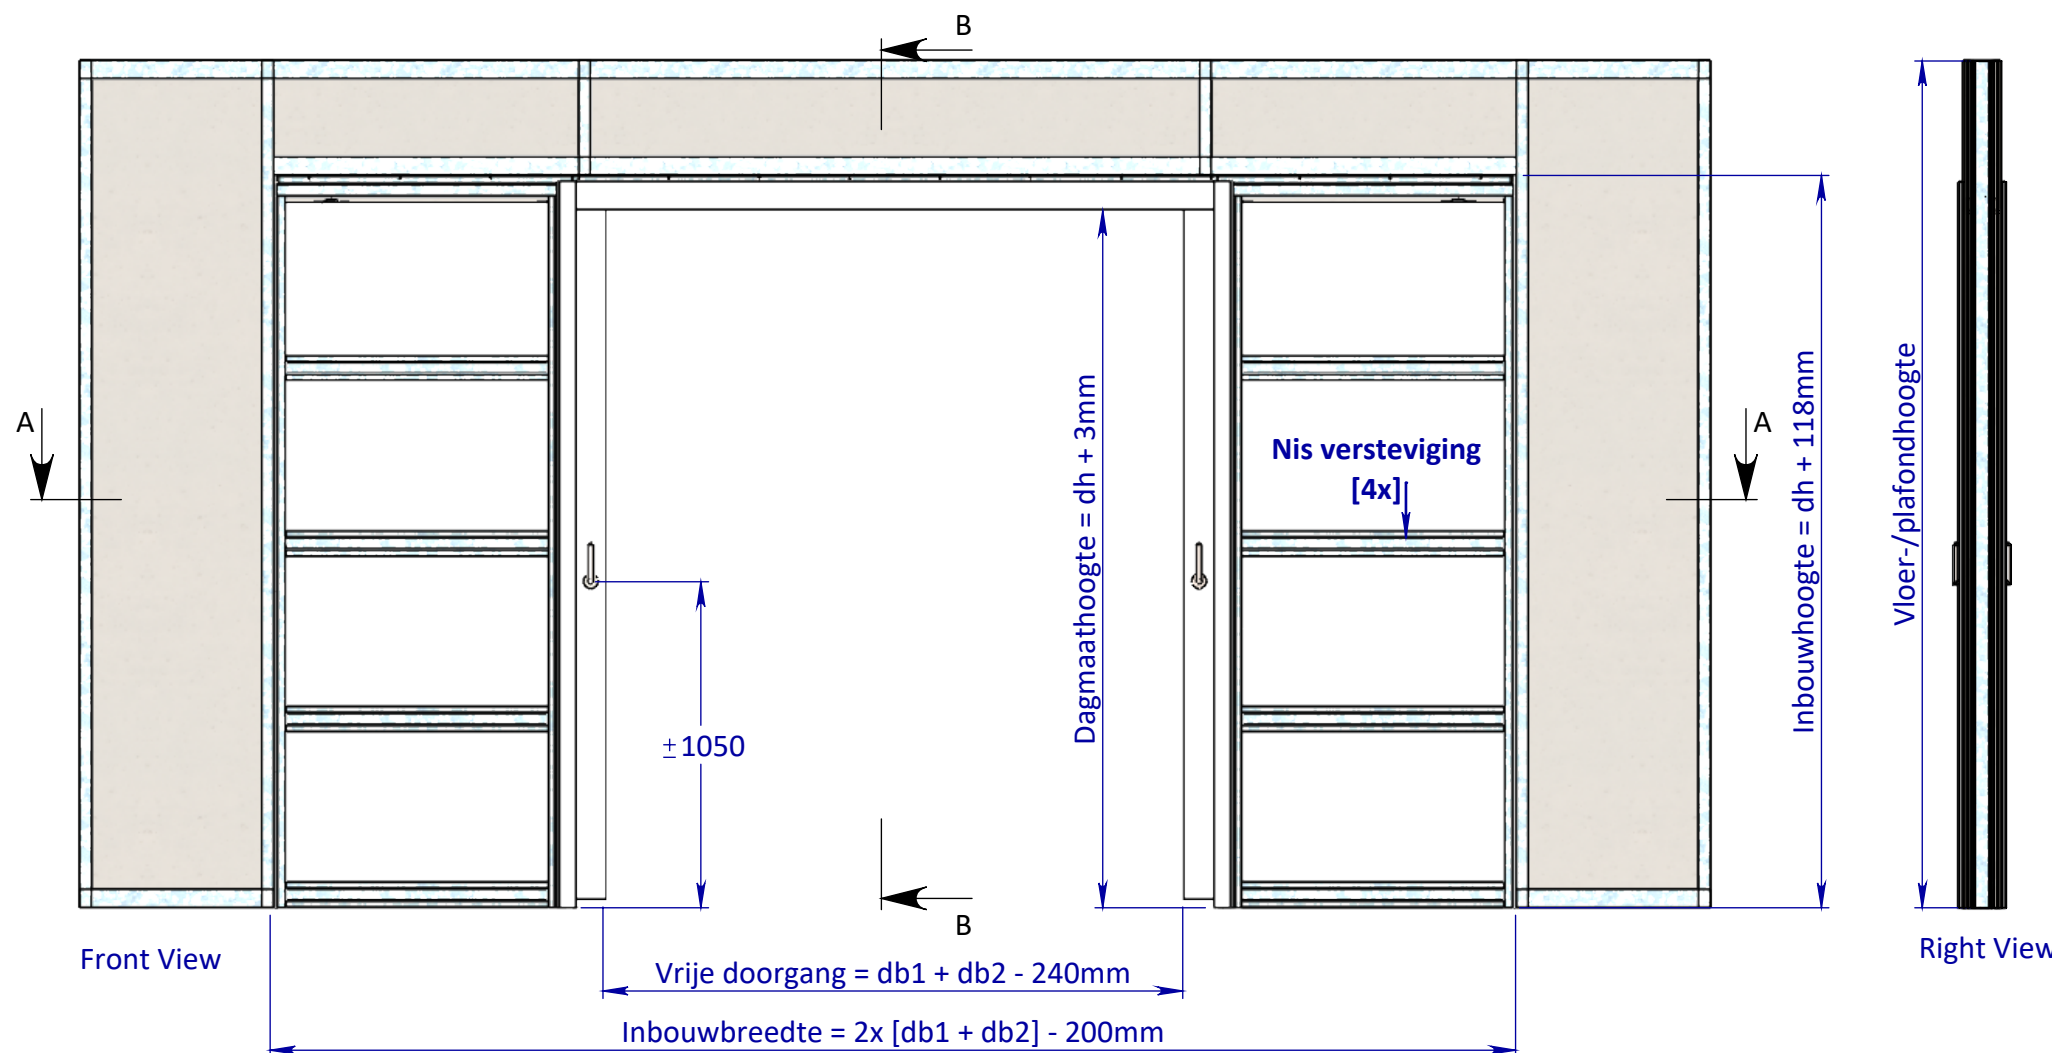 B
A
A
Nis versteviging
[4x]
Dagmaathoogte = dh + 3mm
Inbouwhoogte = dh + 118mm
Vloer-/plafondhoogte
±1050
B
Front View
Right View
Vrije doorgang = db1 + db2 - 240mm
Inbouwbreedte = 2x [db1 + db2] - 200mm